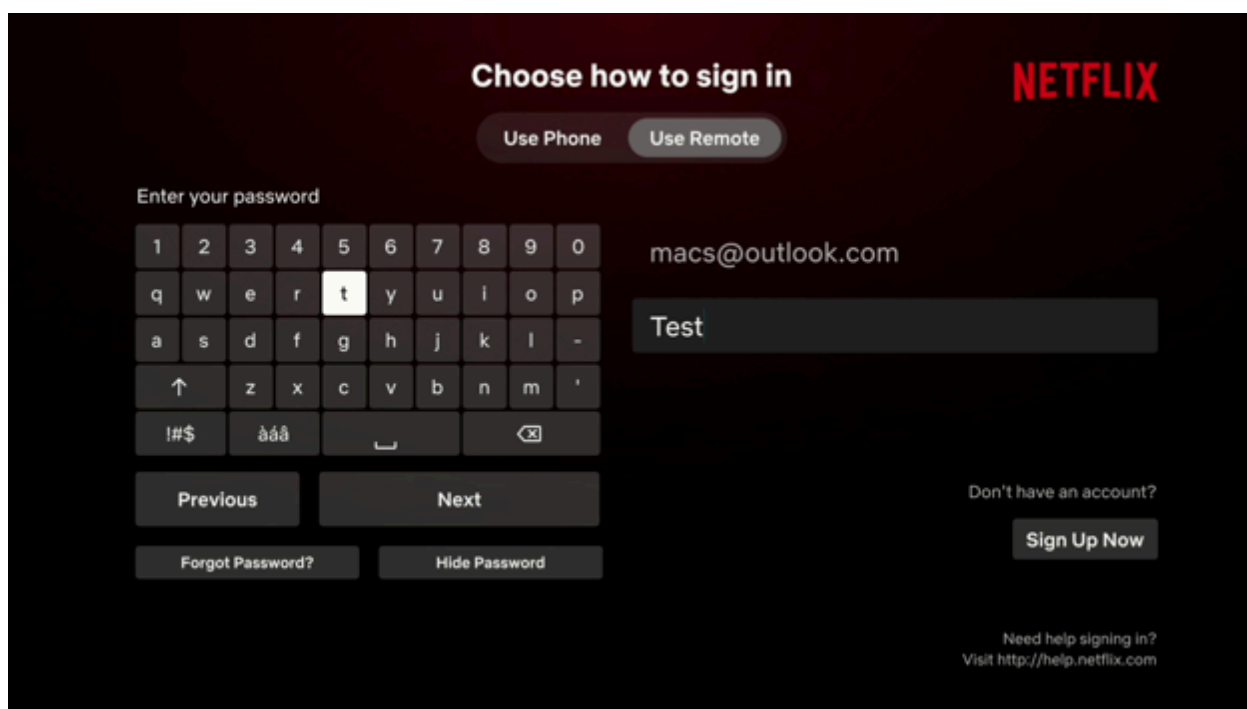 Choose how to sign in
NETFLIX
Use Phone Use Remote
Enter your password
1 2 3 4 5 6 7 8 9 0
q w e r t y u i o p
a s d f g h j k l -
z x c v b n m '
!#$ àáâ
Previous Next
Forgot Password? Hide Password
macs@outlook.com
Test
Don't have an account?
Sign Up Now
Need help signing in?
Visit http://help.netflix.com